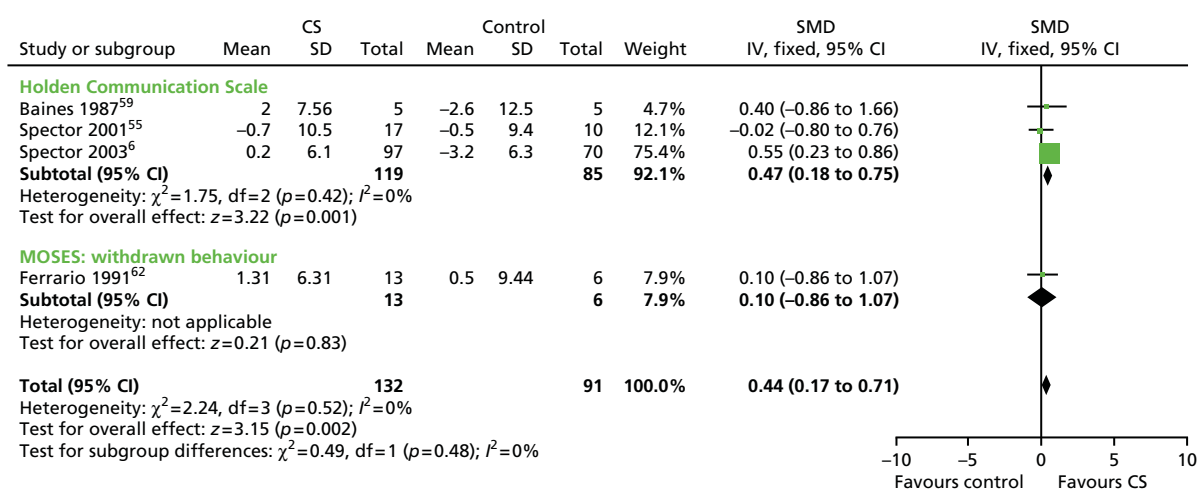 CS Control SMD SMD
Study or subgroup Mean SD Total Mean SD Total Weight IV, fixed, 95% CI IV, fixed, 95% CI
Holden Communication Scale
Baines 1987⁵⁹ 2 7.56 5 −2.6 12.5 5 4.7% 0.40 (−0.86 to 1.66)
Spector 2001⁵⁵ −0.7 10.5 17 −0.5 9.4 10 12.1% −0.02 (−0.80 to 0.76)
Spector 2003⁶ 0.2 6.1 97 −3.2 6.3 70 75.4% 0.55 (0.23 to 0.86)
Subtotal (95% CI) 119 85 92.1% 0.47 (0.18 to 0.75)
Heterogeneity: χ²=1.75, df=2 (p=0.42); I²=0%
Test for overall effect: z=3.22 (p=0.001)
MOSES: withdrawn behaviour
Ferrario 1991⁶² 1.31 6.31 13 0.5 9.44 6 7.9% 0.10 (−0.86 to 1.07)
Subtotal (95% CI) 13 6 7.9% 0.10 (−0.86 to 1.07)
Heterogeneity: not applicable
Test for overall effect: z=0.21 (p=0.83)
Total (95% CI) 132 91 100.0% 0.44 (0.17 to 0.71)
Heterogeneity: χ²=2.24, df=3 (p=0.52); I²=0%
Test for overall effect: z=3.15 (p=0.002)
Test for subgroup differences: χ²=0.49, df=1 (p=0.48); I²=0%
−10 −5 0 5 10
Favours control Favours CS